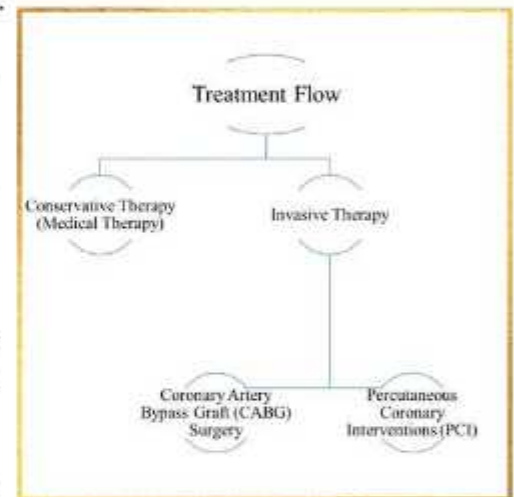 Treatment Flow
Conservative Therapy
(Medical Therapy)
Invasive Therapy
Coronary Artery
Bypass Graft (CABG)
Surgery
Percutaneous
Coronary
Interventions (PCI)